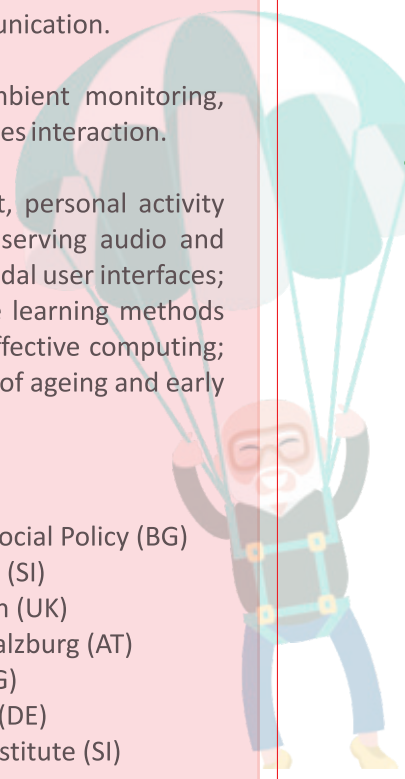 unication.
mbient monitoring,
es interaction.
t, personal activity
serving audio and
dal user interfaces;
e learning methods
ffective computing;
of ageing and early
ocial Policy (BG)
(SI)
n (UK)
alzburg (AT)
G)
(DE)
stitute (SI)